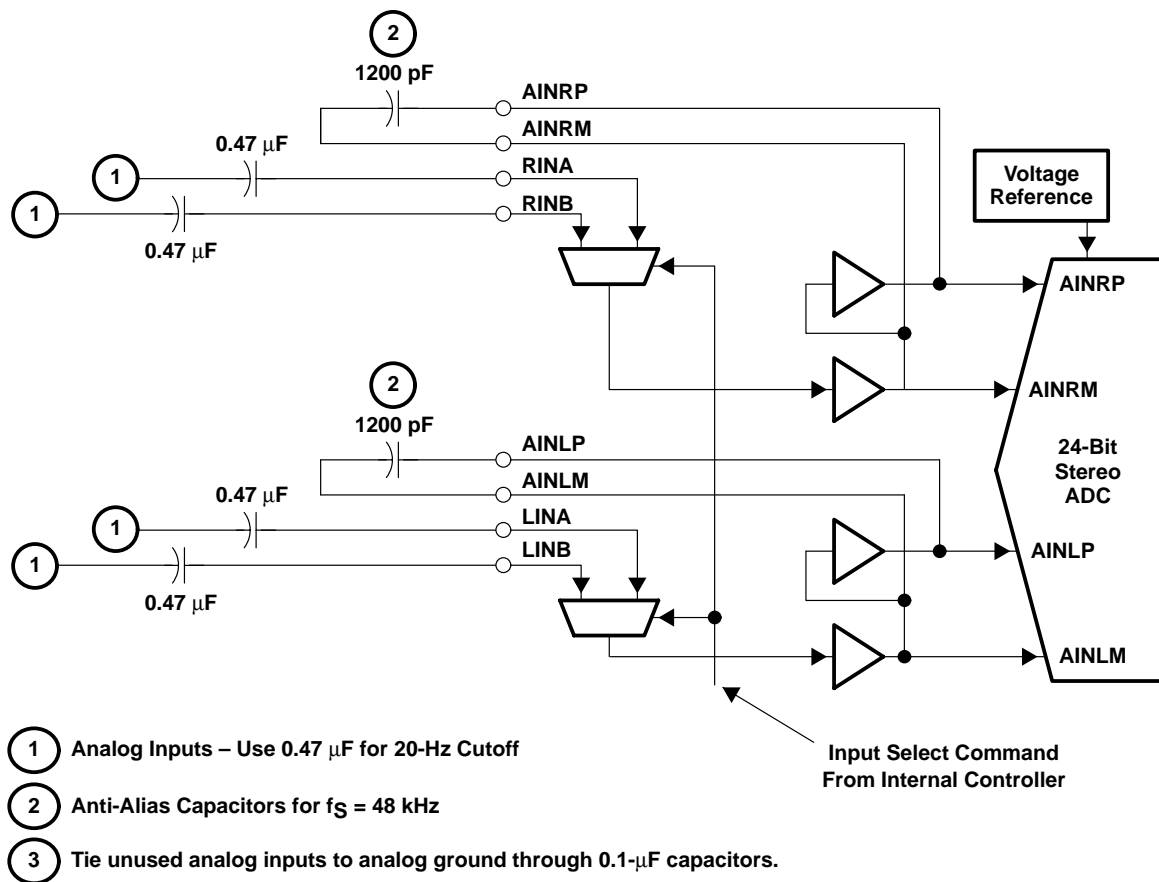 2
1200 pF
AINRP
AINRM
0.47 μF
RINA
1
RINB
1
0.47 μF
Voltage
Reference
AINRP
2
1200 pF
AINRM
AINLP
AINLM
24-Bit
Stereo
ADC
0.47 μF
LINA
1
LINB
1
0.47 μF
AINLP
AINLM
Input Select Command
From Internal Controller
1 Analog Inputs – Use 0.47 μF for 20-Hz Cutoff
2 Anti-Alias Capacitors for fS = 48 kHz
3 Tie unused analog inputs to analog ground through 0.1-μF capacitors.